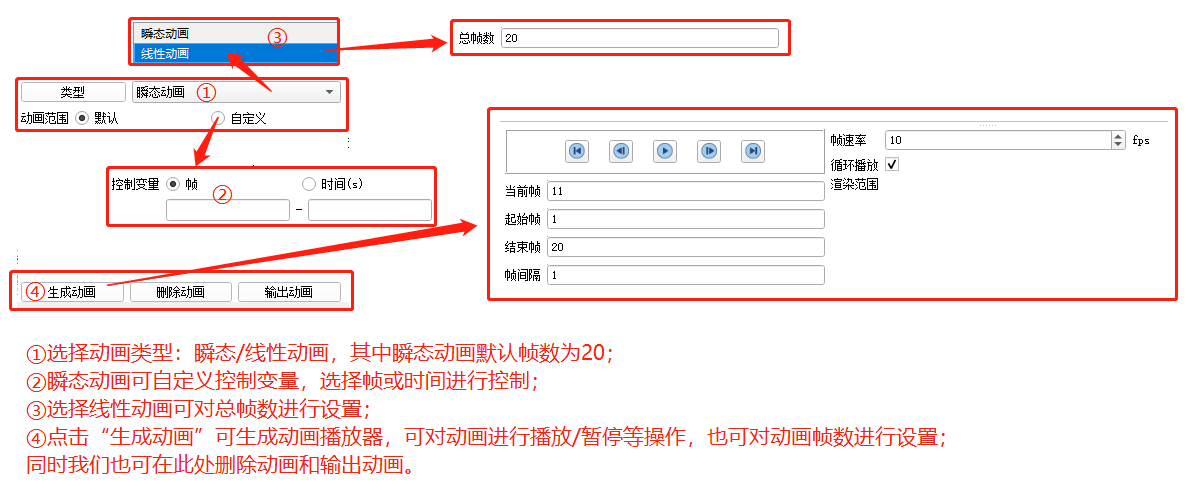 瞬态动画
线性动画
③
总帧数 20
类型 瞬态动画 ①
动画范围 默认 自定义
控制变量 帧 时间(s)
②
-
④ 生成动画 删除动画 输出动画
帧速率 10 fps
循环播放
渲染范围
当前帧 11
起始帧 1
结束帧 20
帧间隔 1
①选择动画类型：瞬态/线性动画，其中瞬态动画默认帧数为20；
②瞬态动画可自定义控制变量，选择帧或时间进行控制；
③选择线性动画可对总帧数进行设置；
④点击“生成动画”可生成动画播放器，可对动画进行播放/暂停等操作，也可对动画帧数进行设置；
同时我们也可在此处删除动画和输出动画。